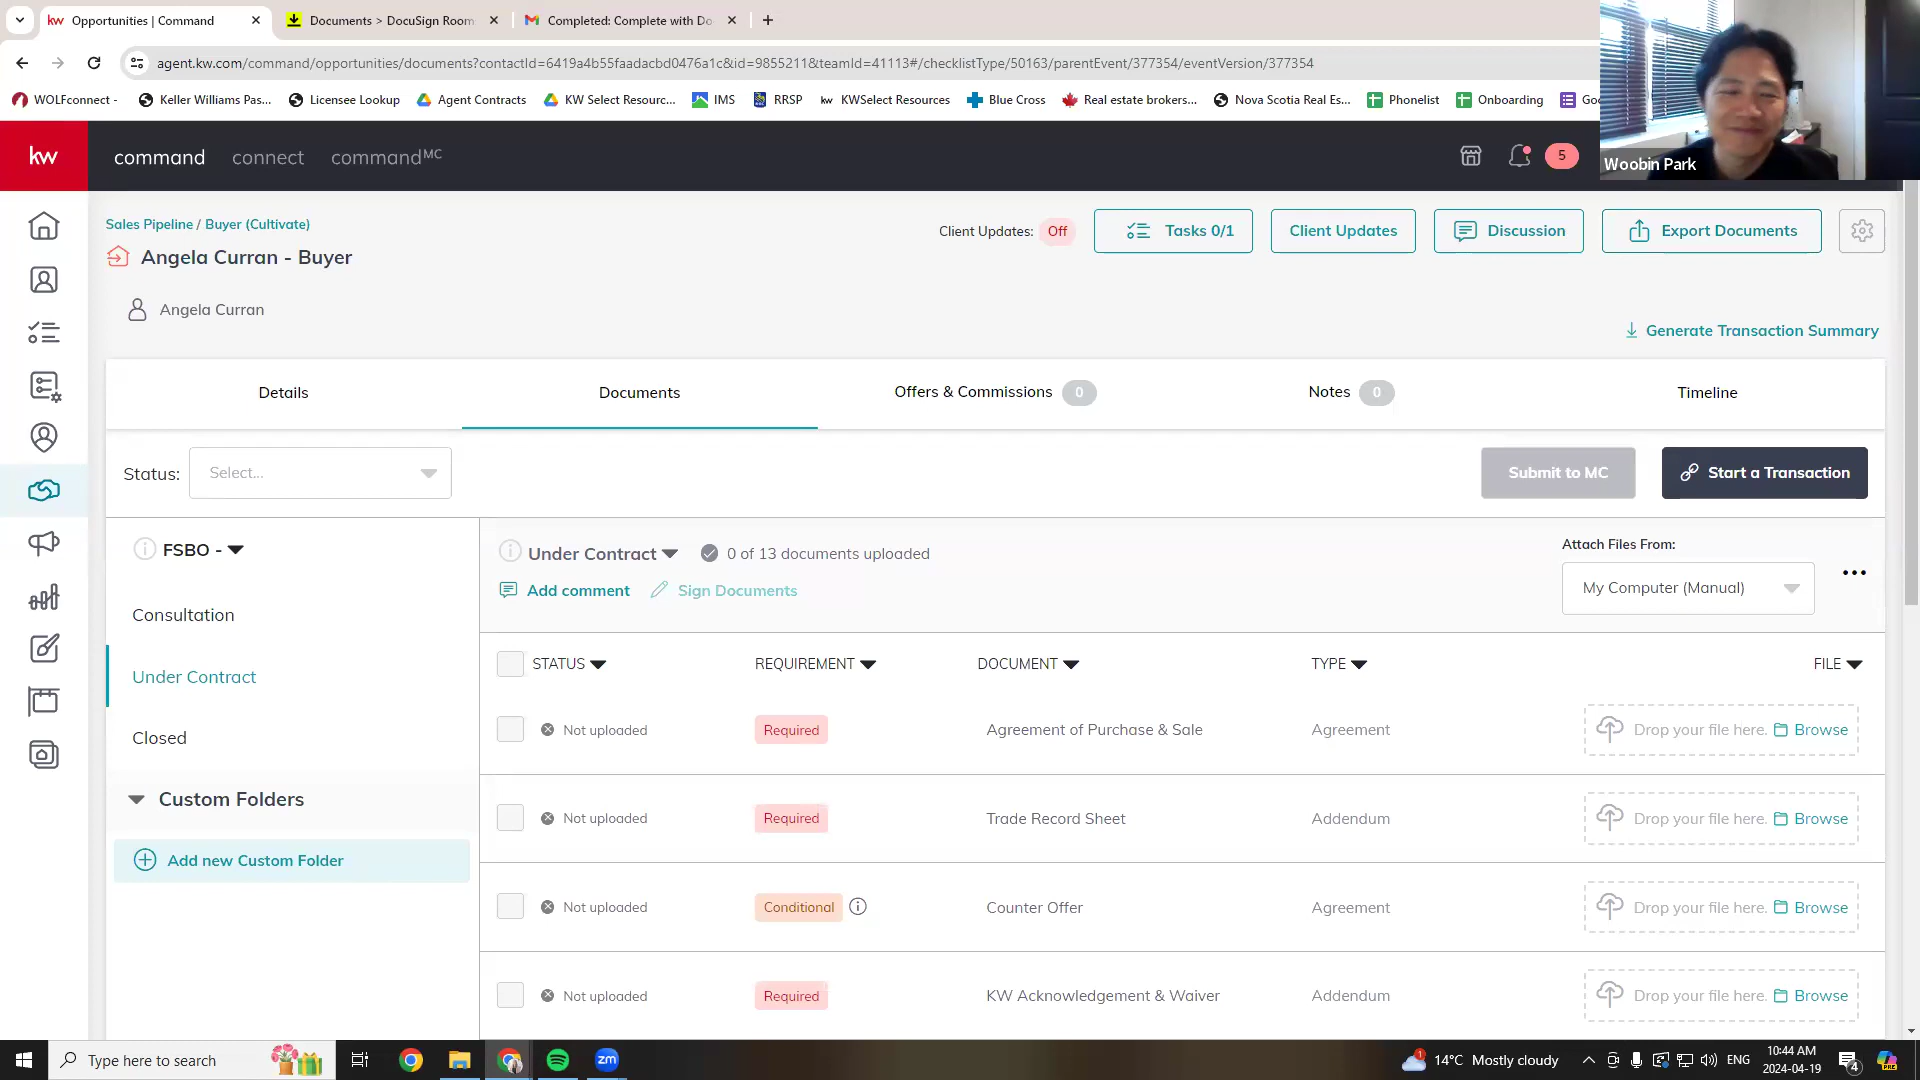 Opportunities | Command
Documents > DocuSign Room
Completed: Complete with Do
agent.kw.com/command/opportunities/documents?contactId=6419a4b55faadacbd0476a1c&id=9855211&teamId=41113#/checklistType/50163/parentEvent/377354/eventVersion/377354
WOLFconnect -
Keller Williams Pas...
Licensee Lookup
Agent Contracts
KW Select Resourc...
IMS
RRSP
KWSelect Resources
Blue Cross
Real estate brokers...
Nova Scotia Real Es...
Phonelist
Onboarding
Goo
Woobin Park
kw
command
connect
commandMC
5
Sales Pipeline / Buyer (Cultivate)
Angela Curran - Buyer
Client Updates: Off
Tasks 0/1
Client Updates
Discussion
Export Documents
Angela Curran
Generate Transaction Summary
Details
Documents
Offers & Commissions 0
Notes 0
Timeline
Status: Select...
Submit to MC
Start a Transaction
FSBO -
Consultation
Under Contract
Closed
Custom Folders
Add new Custom Folder
Under Contract
0 of 13 documents uploaded
Add comment
Sign Documents
Attach Files From:
My Computer (Manual)
STATUS REQUIREMENT DOCUMENT TYPE FILE
Not uploaded Required Agreement of Purchase & Sale Agreement Drop your file here. Browse
Not uploaded Required Trade Record Sheet Addendum Drop your file here. Browse
Not uploaded Conditional Counter Offer Agreement Drop your file here. Browse
Not uploaded Required KW Acknowledgement & Waiver Addendum Drop your file here. Browse
Type here to search
zm
1
14°C Mostly cloudy
ENG
10:44 AM
2024-04-19
4
PRE